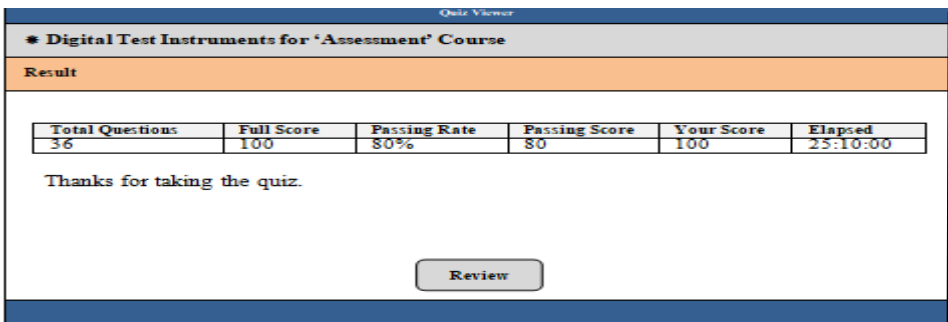 Quiz Viewer
✷ Digital Test Instruments for ‘Assessment’ Course
Result
Total Questions Full Score Passing Rate Passing Score Your Score Elapsed
36 100 80% 80 100 25:10:00
Thanks for taking the quiz.
Review